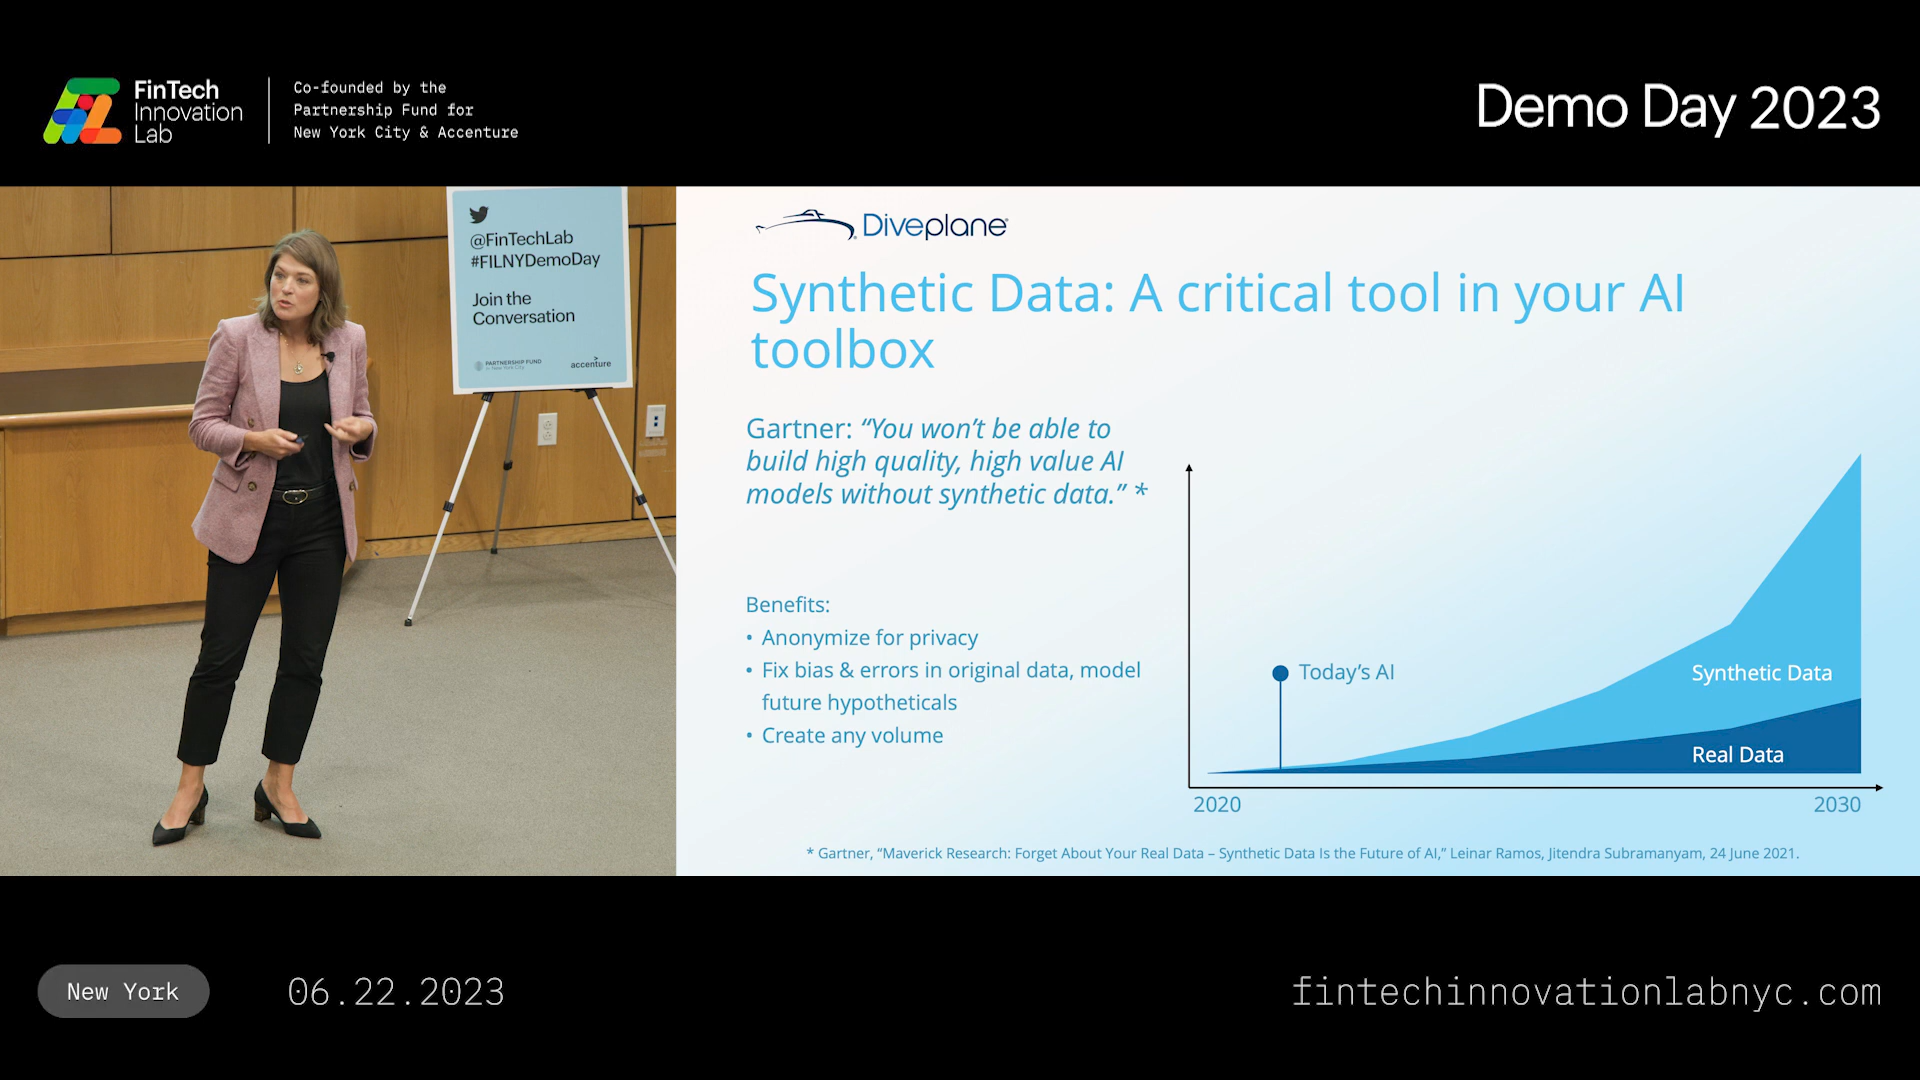 FinTech
Innovation
Lab
Co-founded by the
Partnership Fund for
New York City & Accenture
Demo Day 2023
@FinTechLab
#FILNYDemoDay
Join the
Conversation
PARTNERSHIP FUND
for New York City
accenture
Diveplane
Synthetic Data: A critical tool in your AI
toolbox
Gartner: “You won’t be able to
build high quality, high value AI
models without synthetic data.” *
Benefits:
• Anonymize for privacy
• Fix bias & errors in original data, model
future hypotheticals
• Create any volume
Today’s AI
Synthetic Data
Real Data
2020
2030
* Gartner, “Maverick Research: Forget About Your Real Data – Synthetic Data Is the Future of AI,” Leinar Ramos, Jitendra Subramanyam, 24 June 2021.
New York
06.22.2023
fintechinnovationlabnyc.com